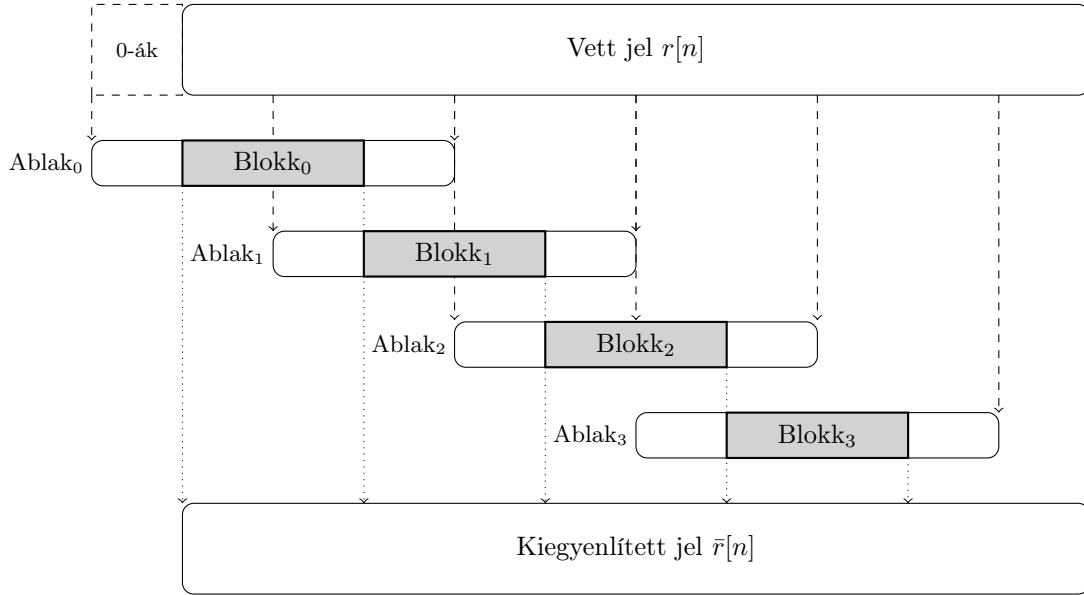 0-ák
Vett jel r[n]
Ablak₀
Blokk₀
Ablak₁
Blokk₁
Ablak₂
Blokk₂
Ablak₃
Blokk₃
Kiegyenlített jel r̄[n]